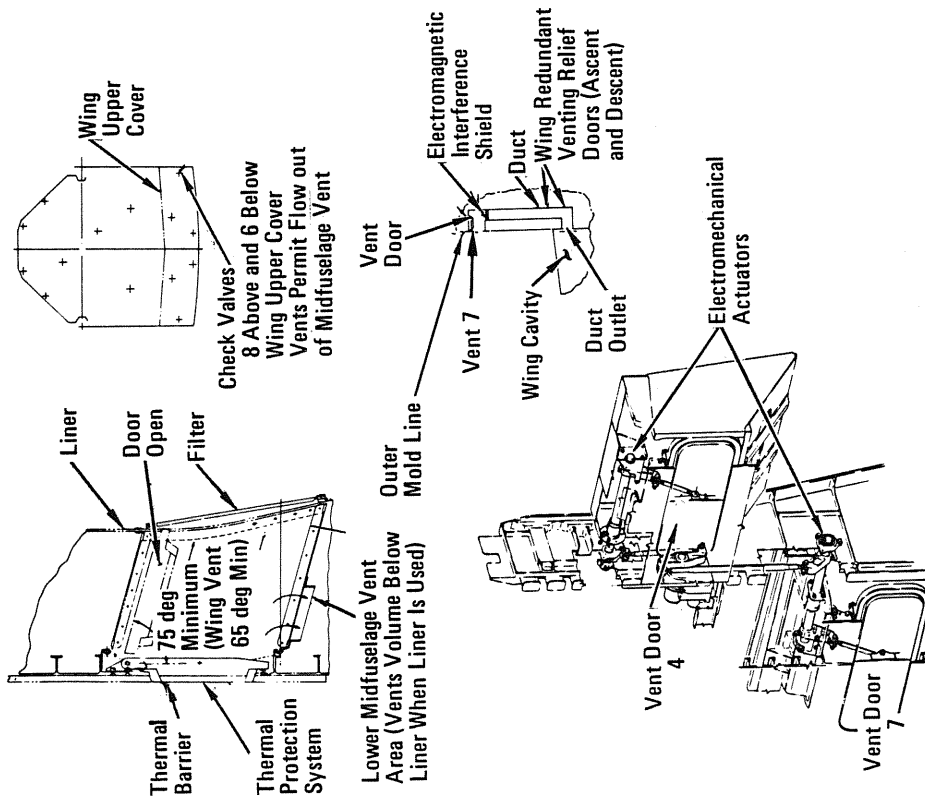 Liner
Door
Open
Filter
75 deg
Minimum
(Wing Vent
65 deg Min)
Thermal
Barrier
Thermal
Protection
System
Lower Midfuselage Vent
Area (Vents Volume Below
Liner When Liner Is Used)
Wing
Upper
Cover
Check Valves
8 Above and 6 Below
Wing Upper Cover
Vents Permit Flow out
of Midfuselage Vent
Vent
Door
Electromagnetic
Interference
Shield
Duct
Wing Redundant
Venting Relief
Doors (Ascent
and Descent)
Outer
Mold Line
Vent 7
Wing Cavity
Duct
Outlet
Electromechanical
Actuators
Vent Door
4
Vent Door
7